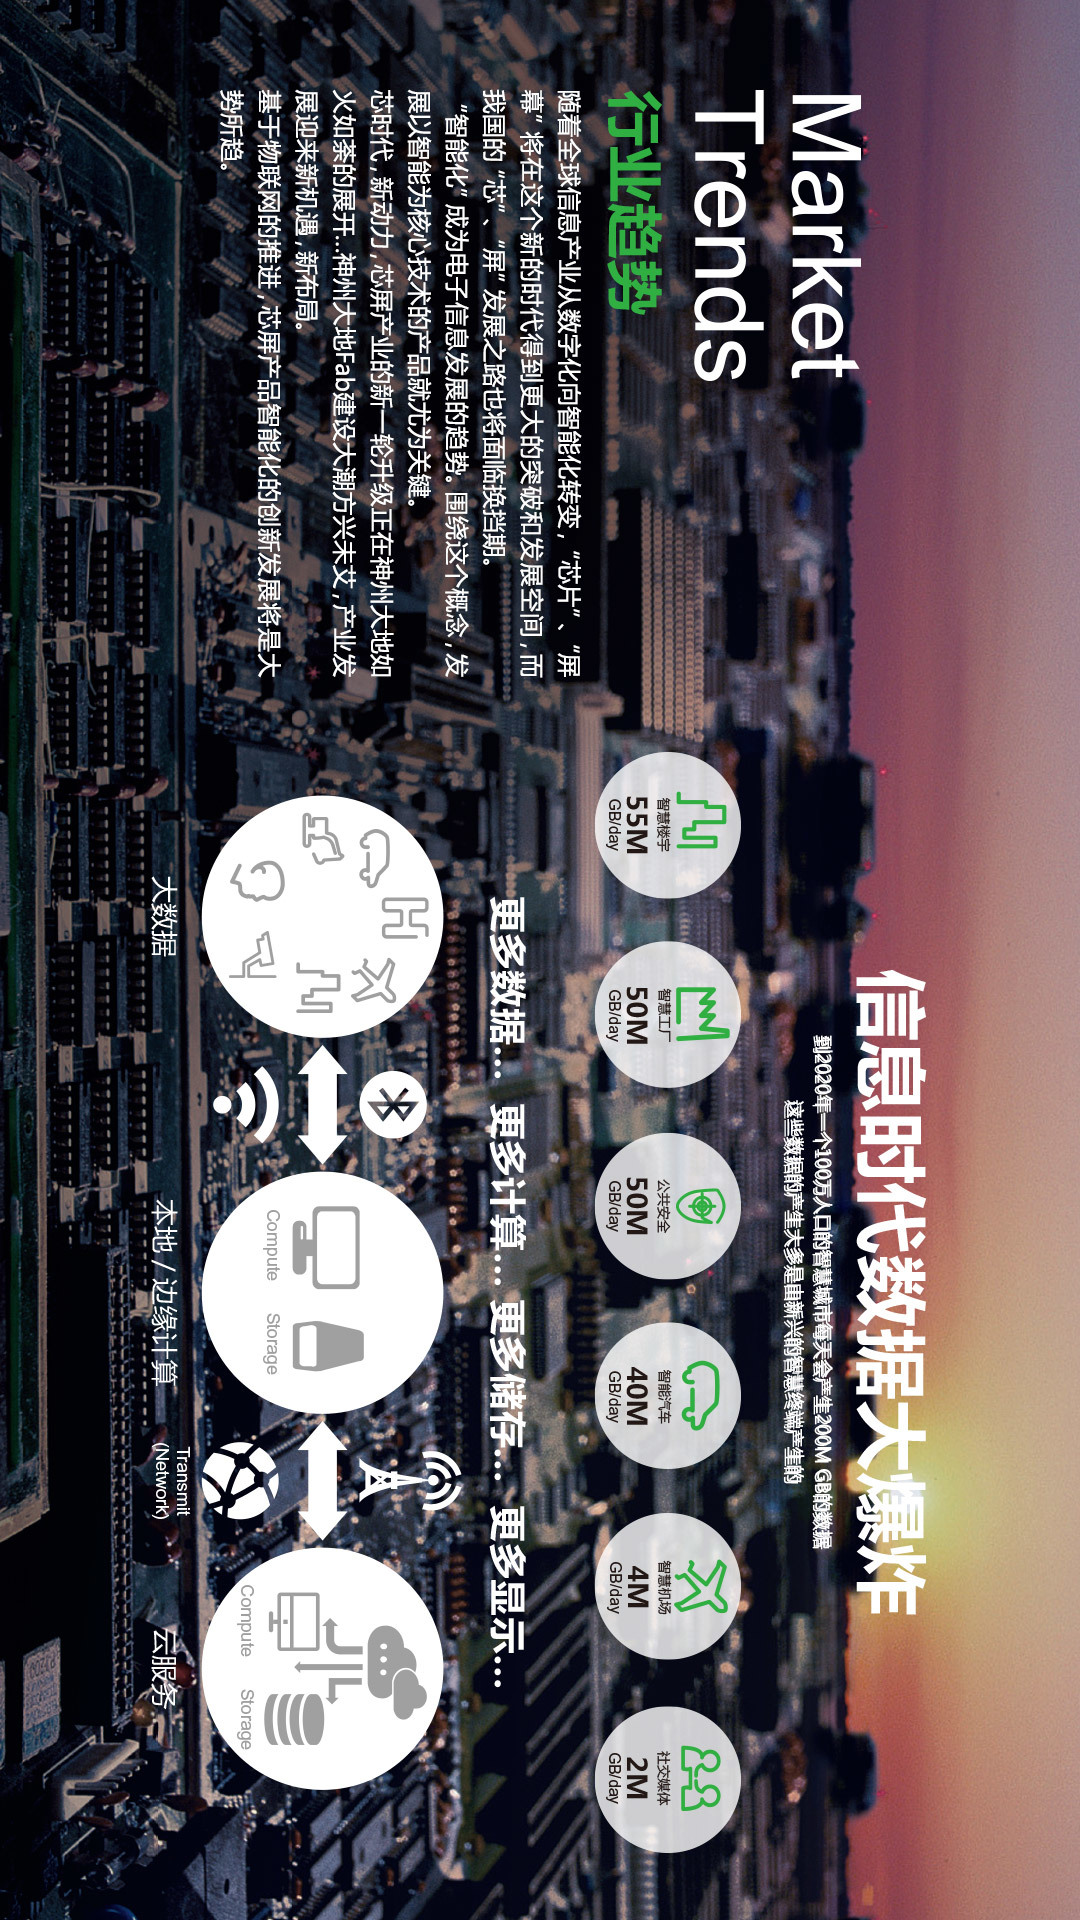 Market
Trends
行业趋势
随着全球信息产业从数字化向智能化转变，“芯片”、“屏
幕”将在这个新的时代得到更大的突破和发展空间，而
我国的“芯”、“屏”发展之路也将面临换挡期。
“智能化”成为电子信息发展的趋势。围绕这个概念，发
展以智能为核心技术的产品就尤为关键。
芯时代，新动力，芯屏产业的新一轮升级正在神州大地如
火如荼的展开...神州大地Fab建设大潮方兴未艾，产业发
展迎来新机遇，新布局。
基于物联网的推进，芯屏产品智能化的创新发展将是大
势所趋。
信息时代数据大爆炸
到2020年一个100万人口的智慧城市每天会产生200M GB的数据
这些数据的产生大多是由新兴的智慧终端产生的
智慧楼宇
55M
GB/day
智慧工厂
50M
GB/day
公共安全
50M
GB/day
智能汽车
40M
GB/day
智慧机场
4M
GB/day
社交媒体
2M
GB/day
更多数据... 更多计算... 更多储存... 更多显示...
Compute
Storage
Compute
Storage
大数据
本地 / 边缘计算
Transmit
(Network)
云服务